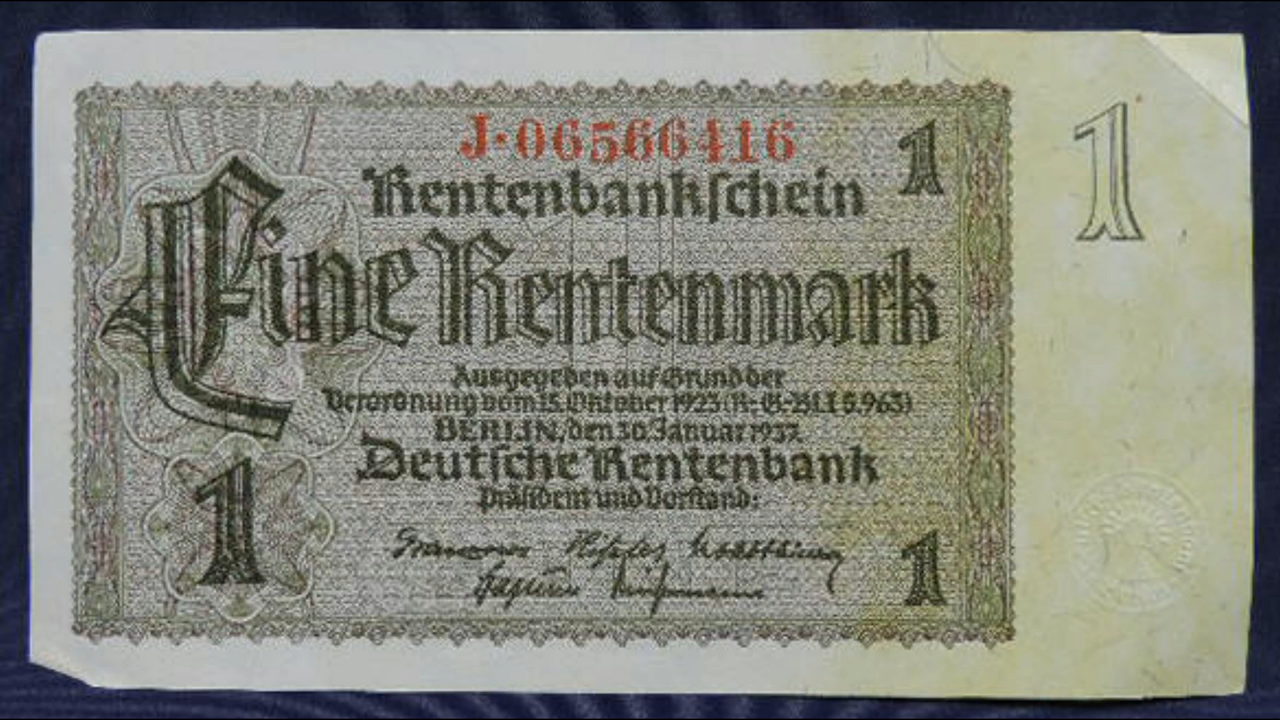 J·06566416
1
1
Rentenbankſchein
Eine Rentenmark
Ausgegeben auf Grund der
Verordnung vom 15. Oktober 1923 (R.-G.-Bl. I S. 963)
BERLIN, den 30. Januar 1937.
Deutſche Rentenbank
Präſident und Vorſtand:
1
1